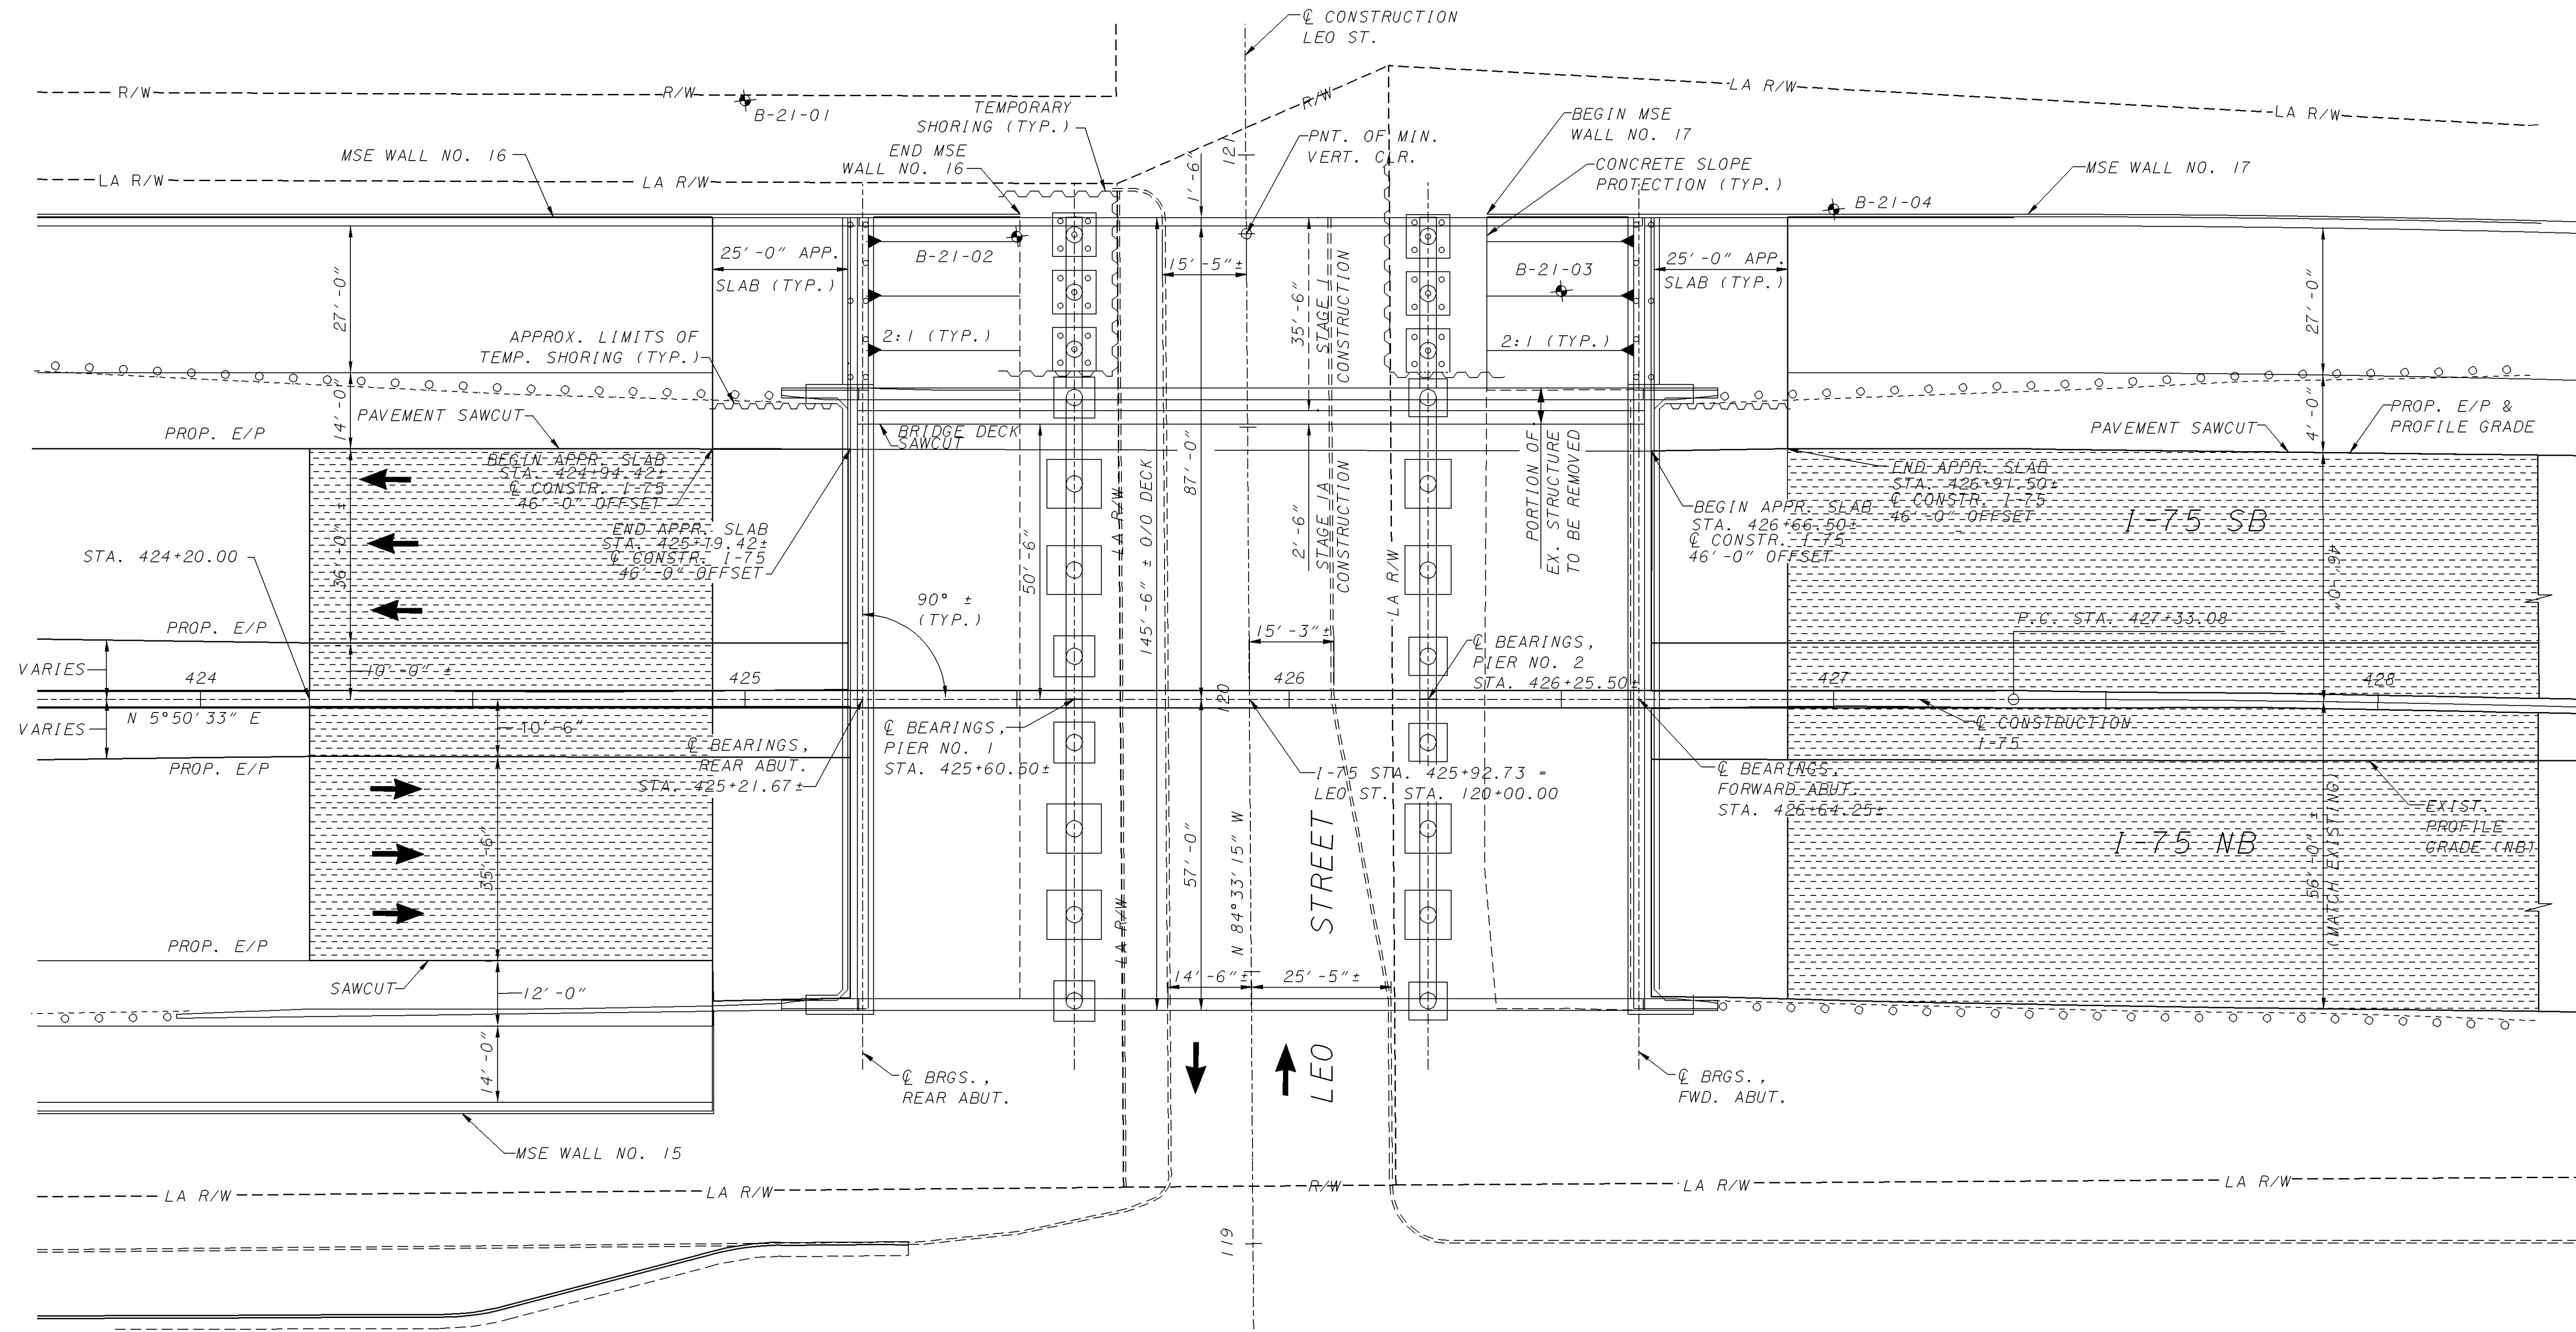 ℄ CONSTRUCTION
LEO ST.
R/W
R/W
B-21-01
TEMPORARY
SHORING (TYP.)
R/W
LA R/W
LA R/W
BEGIN MSE
WALL NO. 17
121
PNT. OF MIN.
VERT. CLR.
END MSE
WALL NO. 16
MSE WALL NO. 16
CONCRETE SLOPE
PROTECTION (TYP.)
MSE WALL NO. 17
LA R/W
LA R/W
1'-6"
B-21-04
25'-0" APP.
SLAB (TYP.)
B-21-02
15'-5"±
B-21-03
25'-0" APP.
SLAB (TYP.)
27'-0"
27'-0"
35'-6"
STAGE 1
CONSTRUCTION
APPROX. LIMITS OF
TEMP. SHORING (TYP.)
2:1 (TYP.)
2:1 (TYP.)
14'-0"
4'-0"
PAVEMENT SAWCUT
PROP. E/P
BRIDGE DECK
SAWCUT
PAVEMENT SAWCUT
PROP. E/P &
PROFILE GRADE
BEGIN APPR. SLAB
STA. 424+94.42±
℄ CONSTR. I-75
46'-0" OFFSET
END APPR. SLAB
STA. 425+19.42±
℄ CONSTR. I-75
46'-0" OFFSET
36'-0" ±
STA. 424+20.00
50'-6"
LA R/W
145'-6" ± O/O DECK
87'-0"
2'-6"
STAGE 1A
CONSTRUCTION
LA R/W
PORTION OF
EX. STRUCTURE
TO BE REMOVED
BEGIN APPR. SLAB
STA. 426+66.50±
℄ CONSTR. I-75
46'-0" OFFSET
END APPR. SLAB
STA. 426+91.50±
℄ CONSTR. I-75
46'-0" OFFSET
I-75 SB
46'-0"
90° ±
(TYP.)
PROP. E/P
VARIES
10'-0" ±
15'-3"±
℄ BEARINGS,
PIER NO. 2
STA. 426+25.50±
P.C. STA. 427+33.08
424
425
120
426
427
428
N 5°50'33" E
VARIES
10'-6"
PROP. E/P
℄ BEARINGS,
REAR ABUT.
STA. 425+21.67±
℄ BEARINGS,
PIER NO. 1
STA. 425+60.50±
I-75 STA. 425+92.73 =
LEO ST. STA. 120+00.00
℄ BEARINGS,
FORWARD ABUT.
STA. 426+64.25±
℄ CONSTRUCTION
I-75
EXIST.
PROFILE
GRADE (NB)
I-75 NB
56'-0" ±
(MATCH EXISTING)
35'-6"
LA R/W
57'-0"
N 84°33'15" W
LEO STREET
PROP. E/P
SAWCUT
12'-0"
14'-6"±
25'-5"±
14'-0"
℄ BRGS.,
REAR ABUT.
℄ BRGS.,
FWD. ABUT.
MSE WALL NO. 15
LA R/W
LA R/W
R/W
LA R/W
LA R/W
119